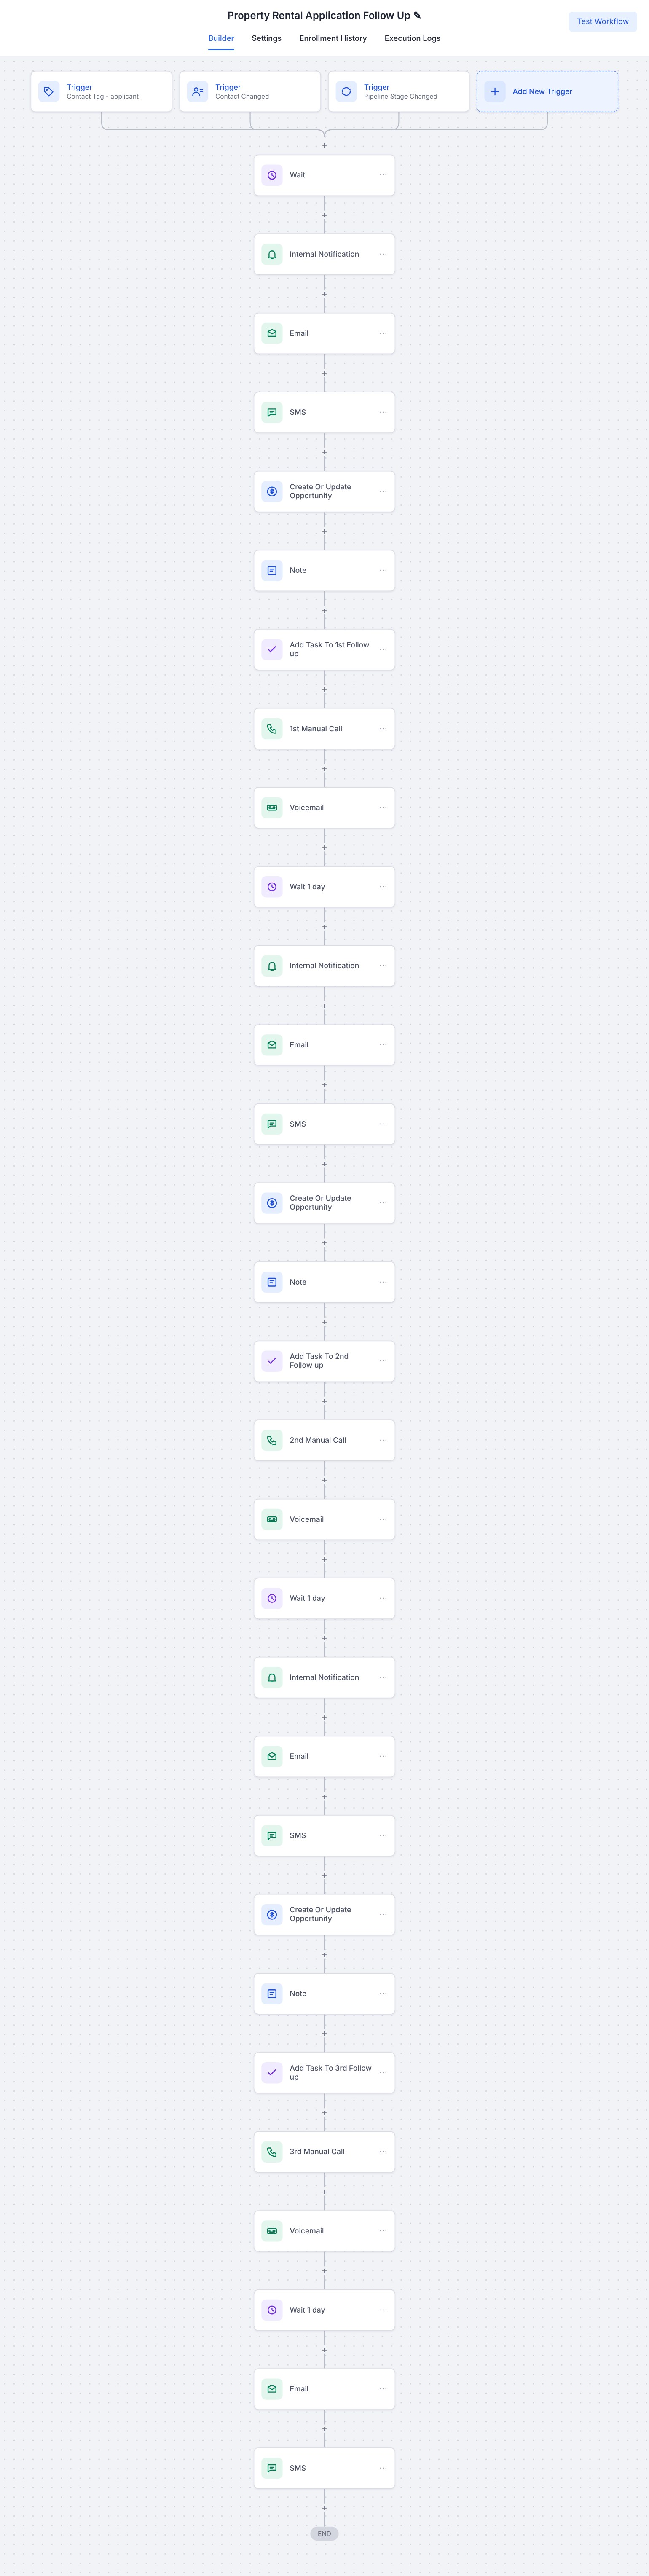 Property Rental Application Follow Up ✎
Test Workflow
Builder Settings Enrollment History Execution Logs
Trigger
Contact Tag - applicant
Trigger
Contact Changed
Trigger
Pipeline Stage Changed
Add New Trigger
Wait
Internal Notification
Email
SMS
Create Or Update
Opportunity
Note
Add Task To 1st Follow
up
1st Manual Call
Voicemail
Wait 1 day
Internal Notification
Email
SMS
Create Or Update
Opportunity
Note
Add Task To 2nd
Follow up
2nd Manual Call
Voicemail
Wait 1 day
Internal Notification
Email
SMS
Create Or Update
Opportunity
Note
Add Task To 3rd Follow
up
3rd Manual Call
Voicemail
Wait 1 day
Email
SMS
END